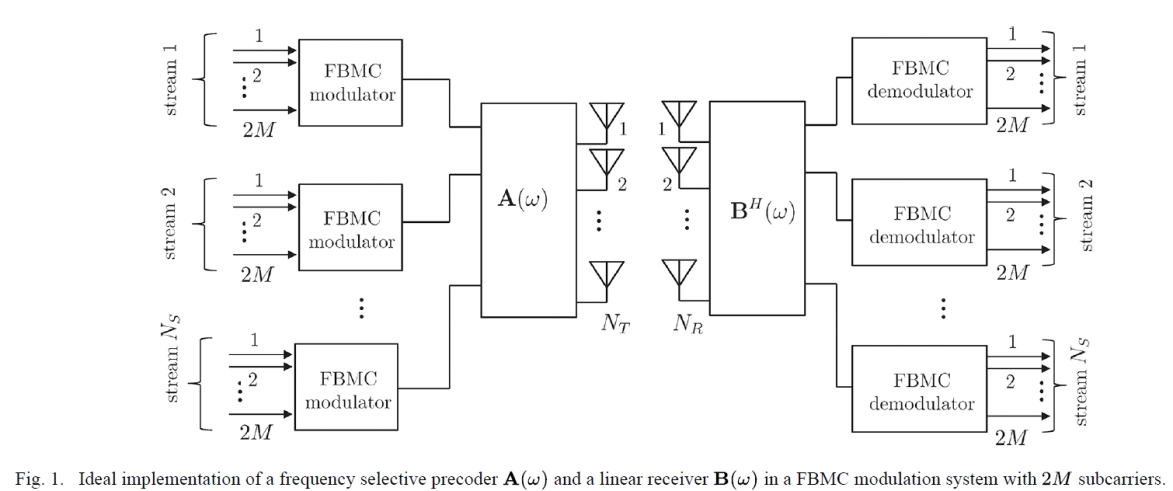 stream 1
1
2
2M
FBMC
modulator
stream 2
1
2
2M
FBMC
modulator
stream N_S
1
2
2M
FBMC
modulator
A(ω)
1
2
N_T
1
2
N_R
B^H(ω)
FBMC
demodulator
1
2
2M
stream 1
FBMC
demodulator
1
2
2M
stream 2
FBMC
demodulator
1
2
2M
stream N_S
Fig. 1. Ideal implementation of a frequency selective precoder A(ω) and a linear receiver B(ω) in a FBMC modulation system with 2M subcarriers.